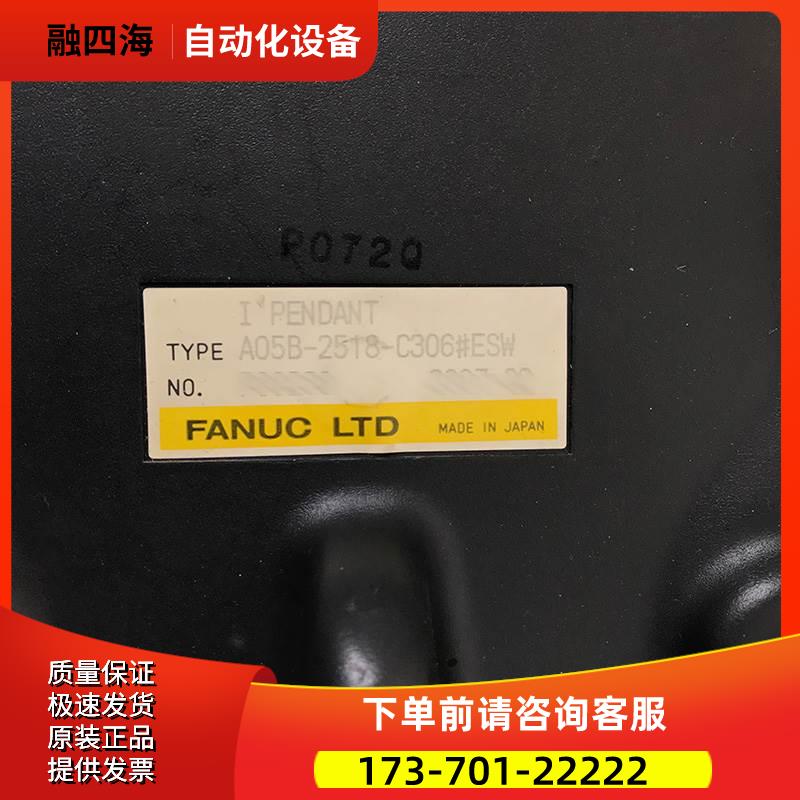 融四海 自动化设备
P072Q
I PENDANT
TYPE A05B-2518-C306#ESW
NO.
FANUC LTD MADE IN JAPAN
质量保证
极速发货
原装正品
提供发票
下单前请咨询客服
173-701-22222